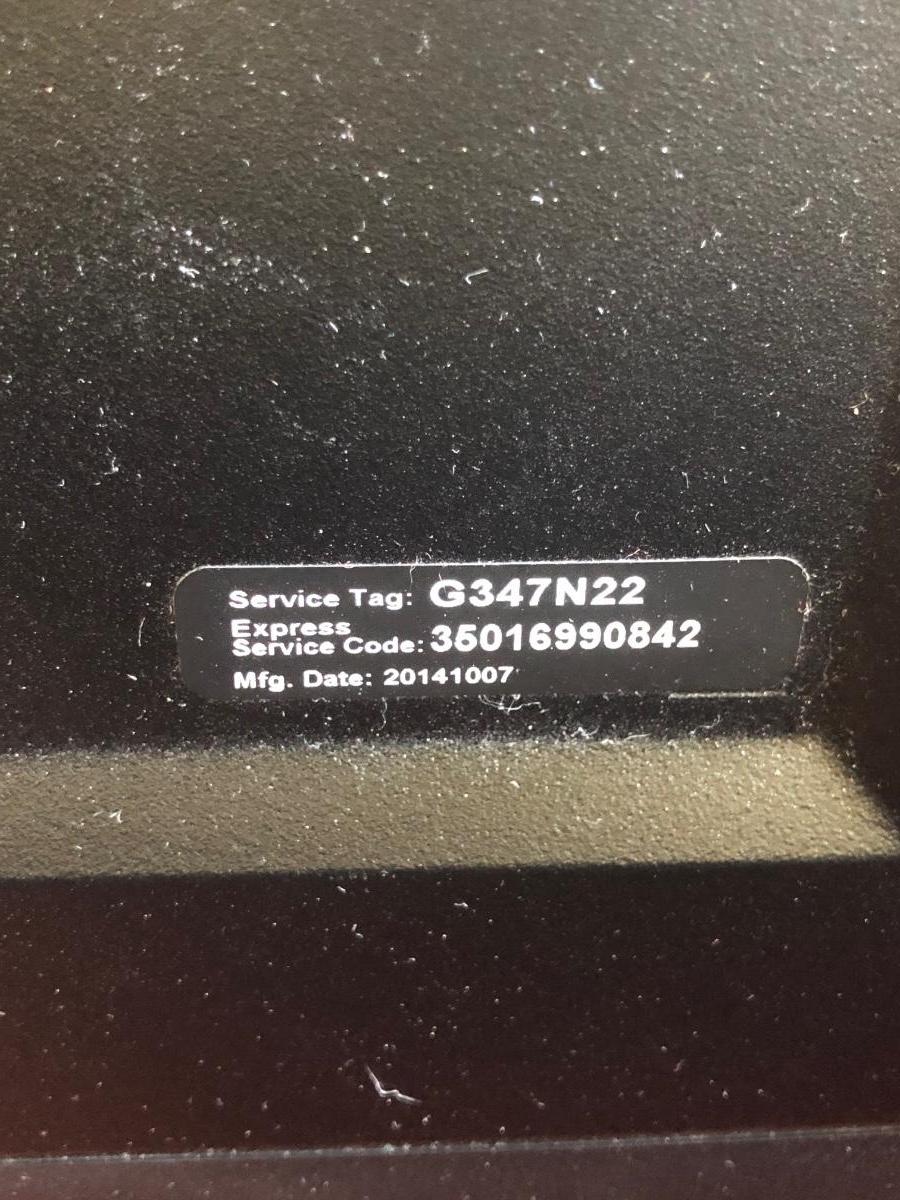 Service Tag: G347N22
Express
Service Code: 35016990842
Mfg. Date: 20141007